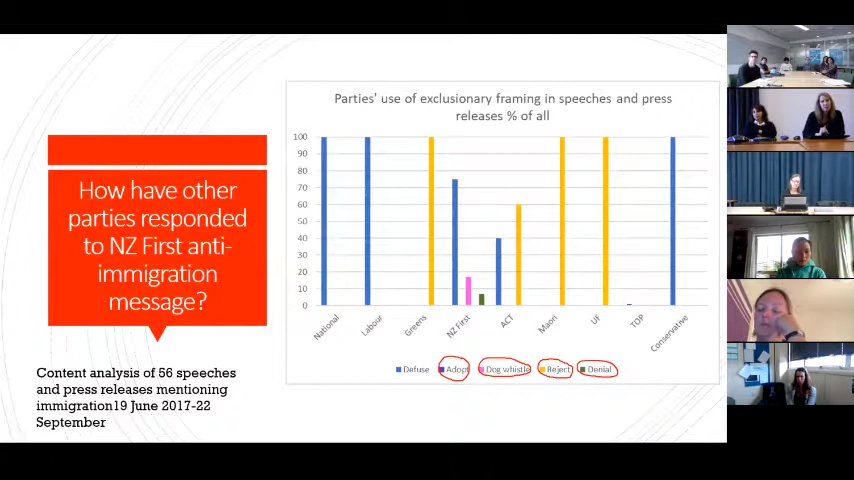 How have other
parties responded
to NZ First anti-
immigration
message?
Content analysis of 56 speeches
and press releases mentioning
immigration19 June 2017-22
September
Parties' use of exclusionary framing in speeches and press
releases % of all
100
90
80
70
60
50
40
30
20
10
0
National
Labour
Greens
NZ First
ACT
Maori
UF
TOP
Conservative
Defuse Adopt Dog whistle Reject Denial